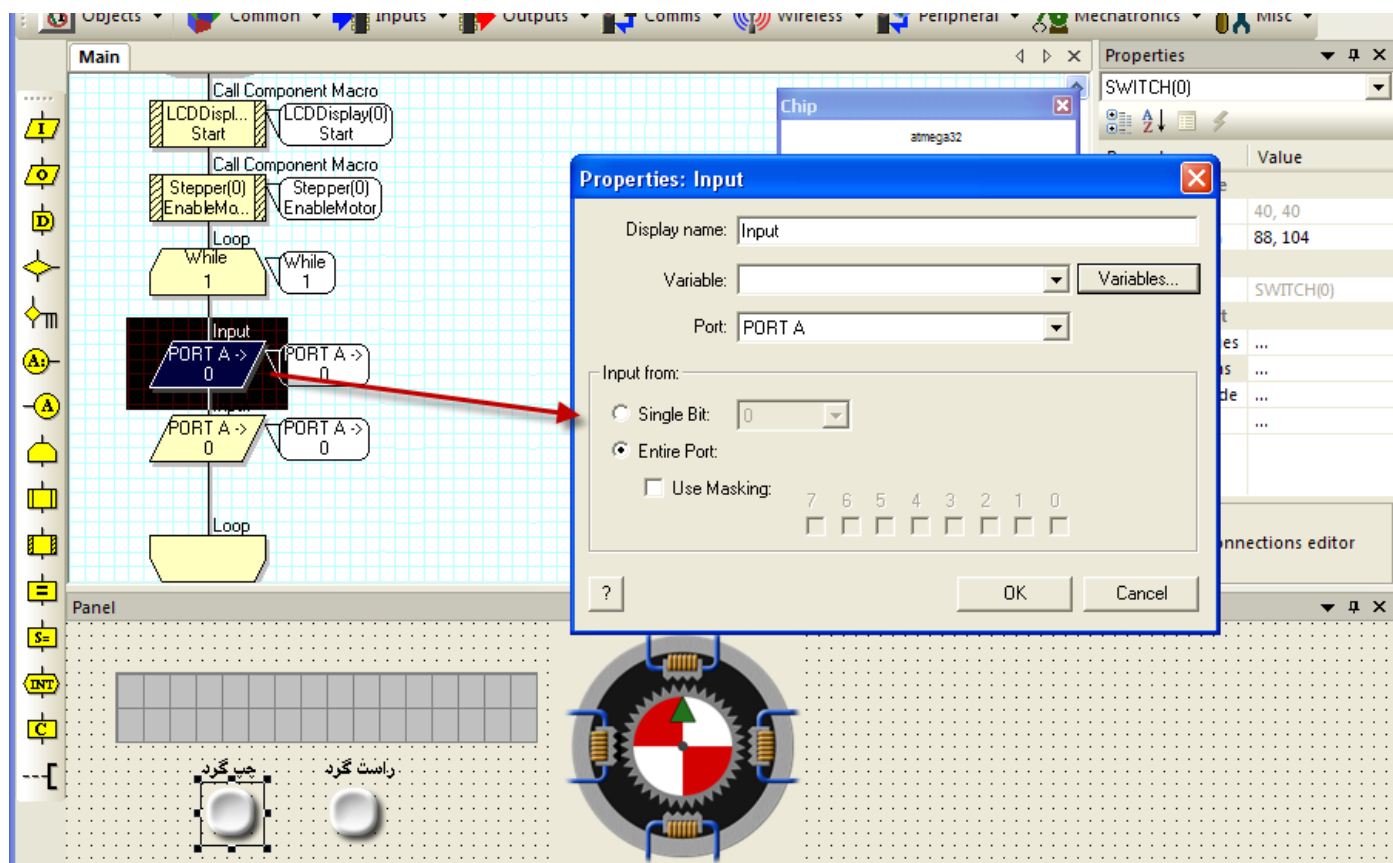 Objects Common Inputs Outputs Comms Wireless Peripheral Mechatronics Misc
Main
Properties
SWITCH(0)
Call Component Macro
LCDDispl...
Start
LCDDisplay(0)
Start
Call Component Macro
Stepper(0)
EnableMo...
Stepper(0)
EnableMotor
Loop
While
1
While
1
Input
PORT A ->
0
PORT A ->
0
PORT A ->
0
PORT A ->
0
Loop
Chip
atmega32
Value
40, 40
88, 104
SWITCH(0)
...
...
...
...
onnections editor
Properties: Input
Display name: Input
Variable: Variables...
Port: PORT A
Input from:
Single Bit: 0
Entire Port:
Use Masking:
7 6 5 4 3 2 1 0
? OK Cancel
I
O
D
A:
A
S=
INT
C
Panel
چپ گرد
راست گرد